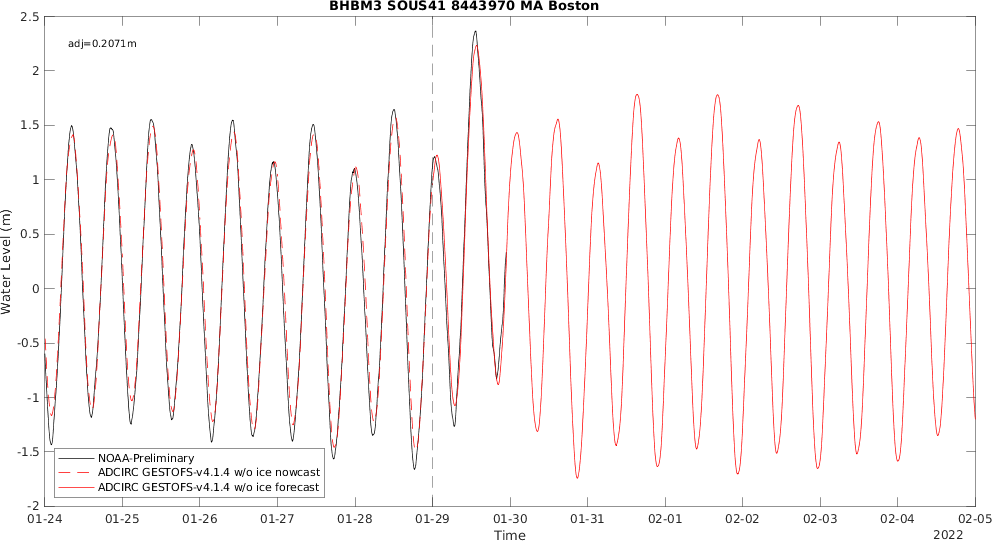 BHBM3 SOUS41 8443970 MA Boston
adj=0.2071m
2.5
2
1.5
1
0.5
0
-0.5
-1
-1.5
-2
Water Level (m)
NOAA-Preliminary
ADCIRC GESTOFS-v4.1.4 w/o ice nowcast
ADCIRC GESTOFS-v4.1.4 w/o ice forecast
01-24 01-25 01-26 01-27 01-28 01-29 01-30 01-31 02-01 02-02 02-03 02-04 02-05
Time
2022